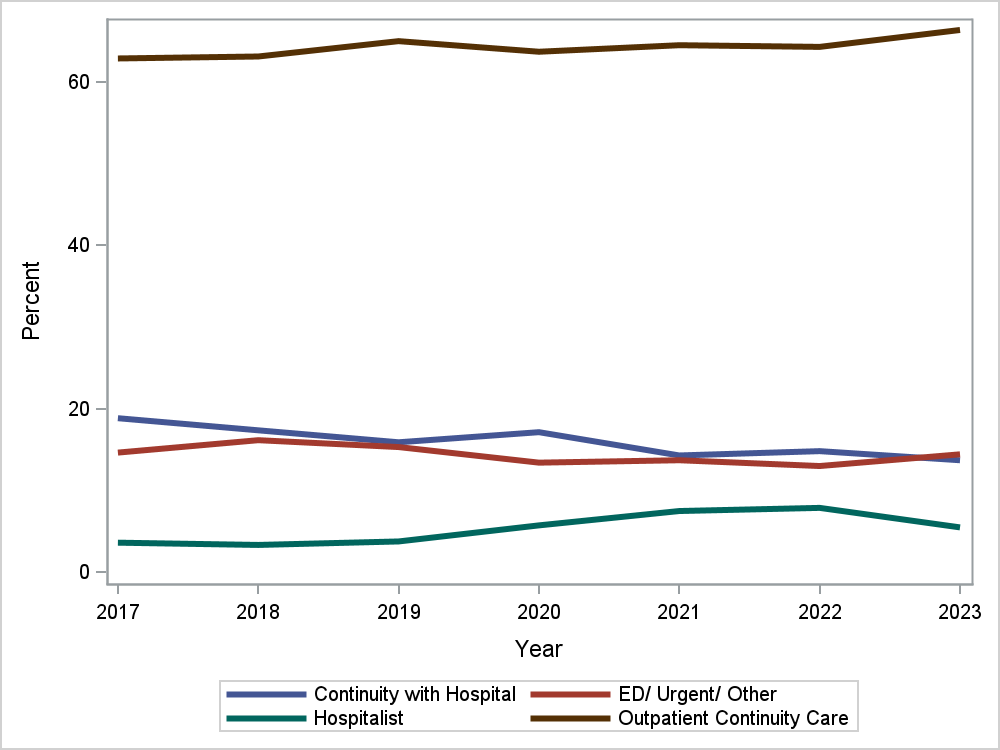 60
40
20
0
Percent
2017 2018 2019 2020 2021 2022 2023
Year
Continuity with Hospital ED/ Urgent/ Other
Hospitalist Outpatient Continuity Care